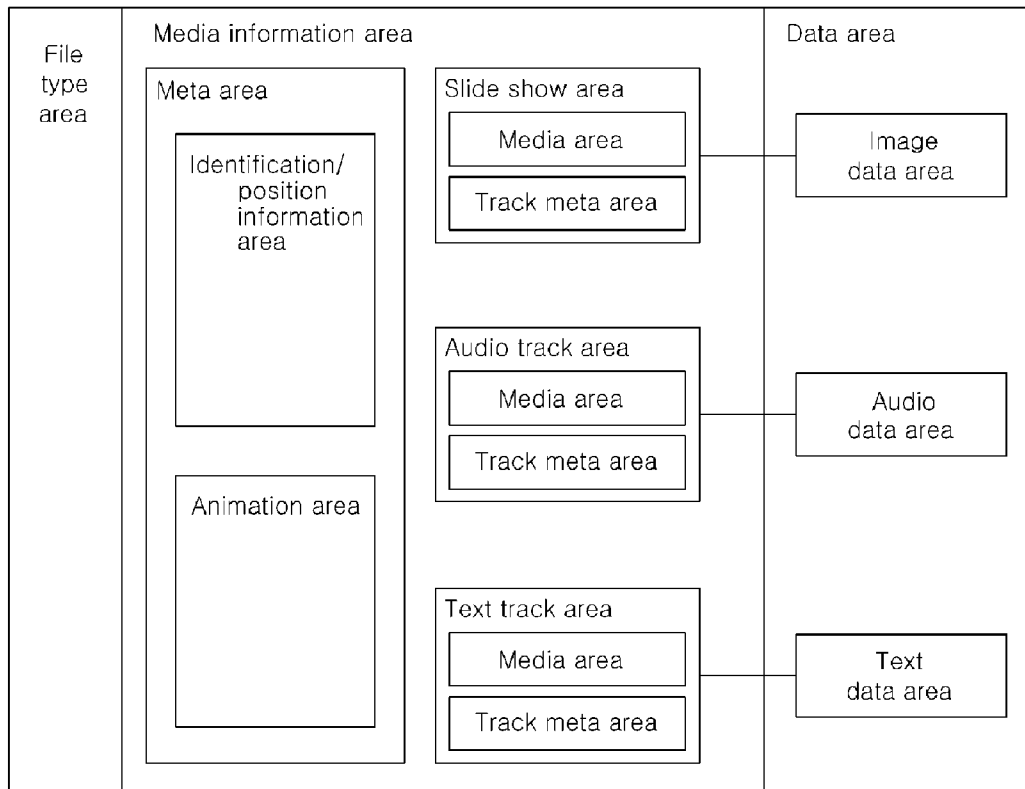 File
type
area
Media information area
Meta area
Identification/
position
information
area
Animation area
Slide show area
Media area
Track meta area
Audio track area
Media area
Track meta area
Text track area
Media area
Track meta area
Data area
Image
data area
Audio
data area
Text
data area